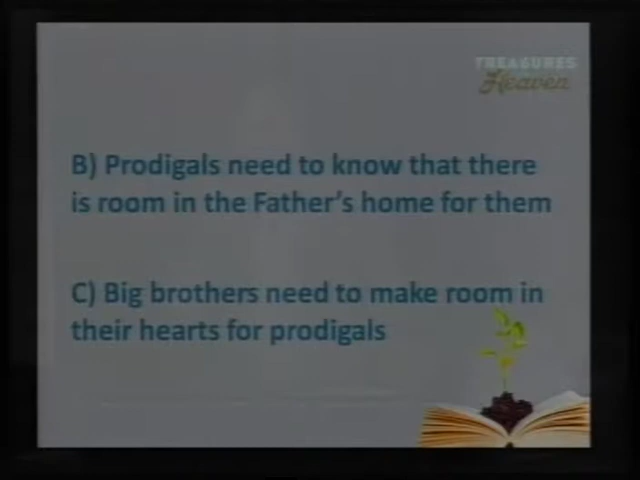 TREASURES
Heaven
B) Prodigals need to know that there
is room in the Father's home for them
C) Big brothers need to make room in
their hearts for prodigals